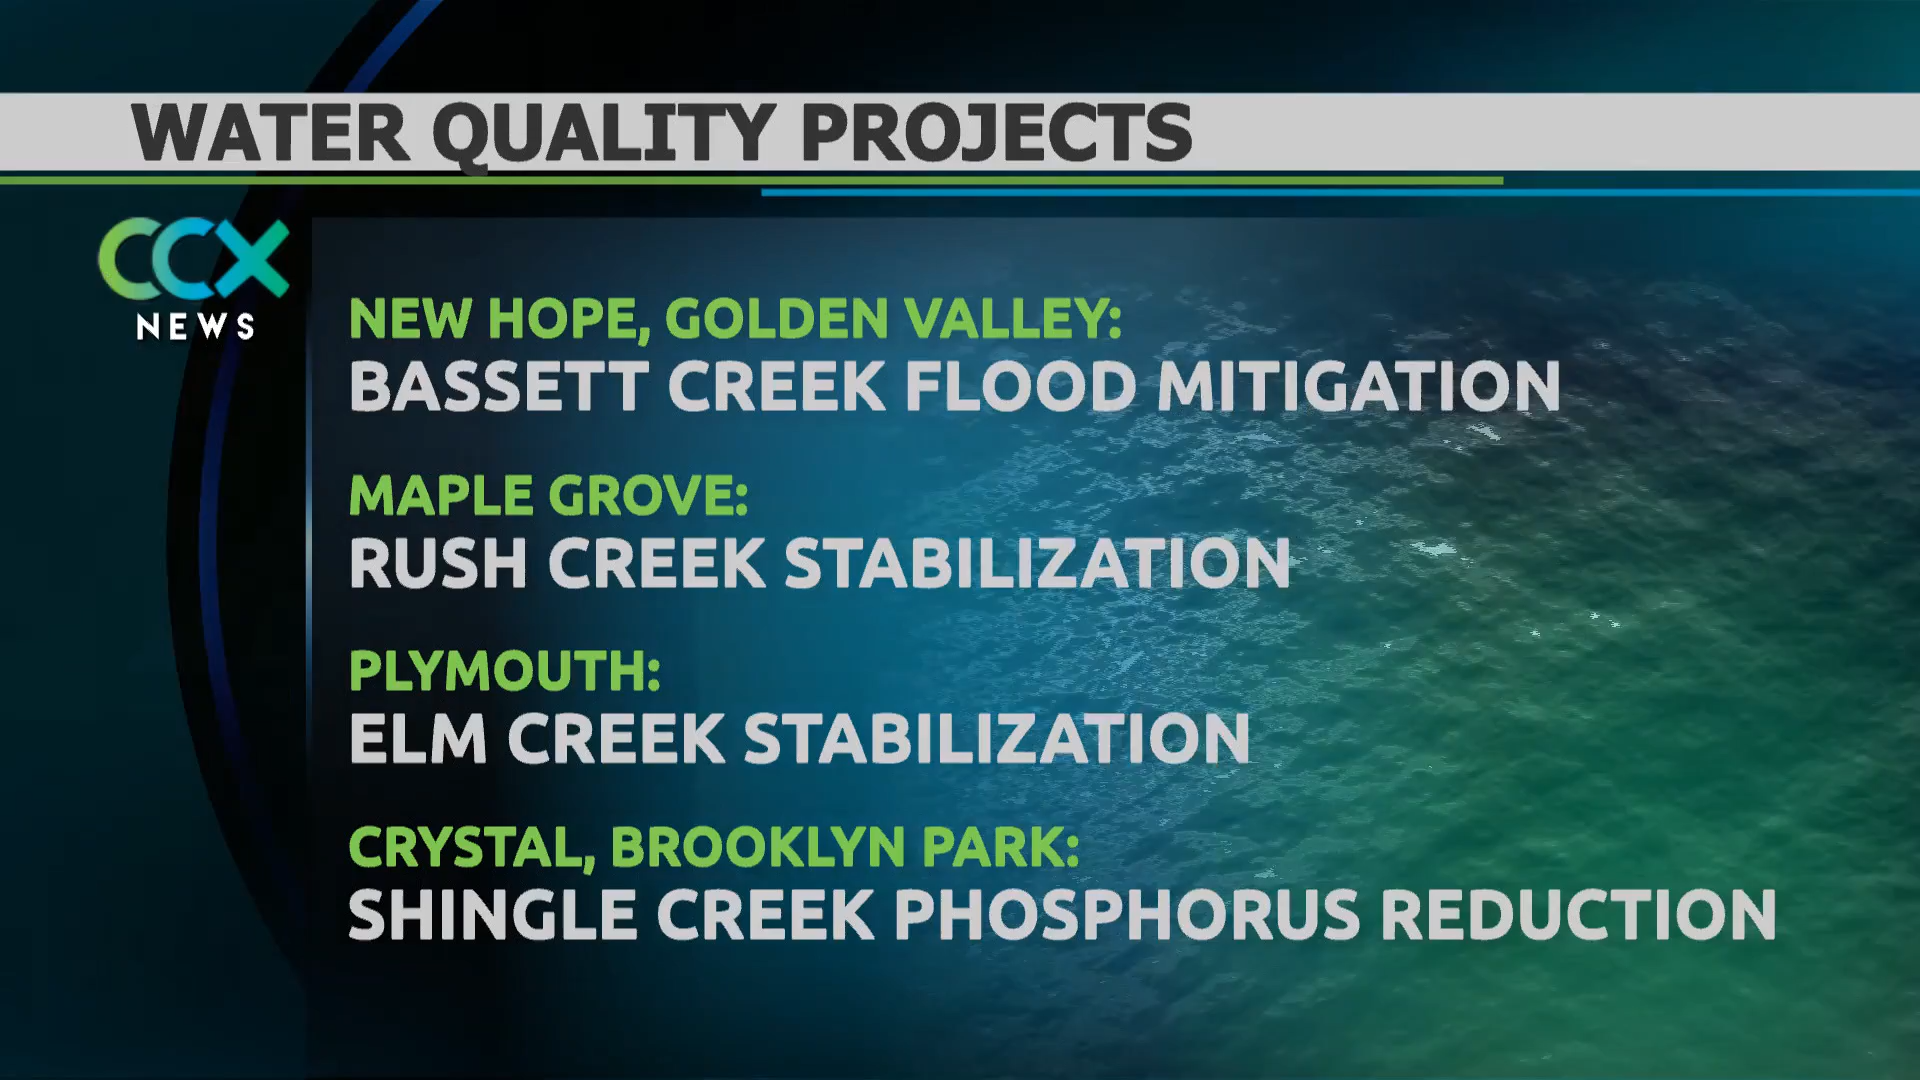 WATER QUALITY PROJECTS
CCX
NEWS
NEW HOPE, GOLDEN VALLEY:
BASSETT CREEK FLOOD MITIGATION
MAPLE GROVE:
RUSH CREEK STABILIZATION
PLYMOUTH:
ELM CREEK STABILIZATION
CRYSTAL, BROOKLYN PARK:
SHINGLE CREEK PHOSPHORUS REDUCTION